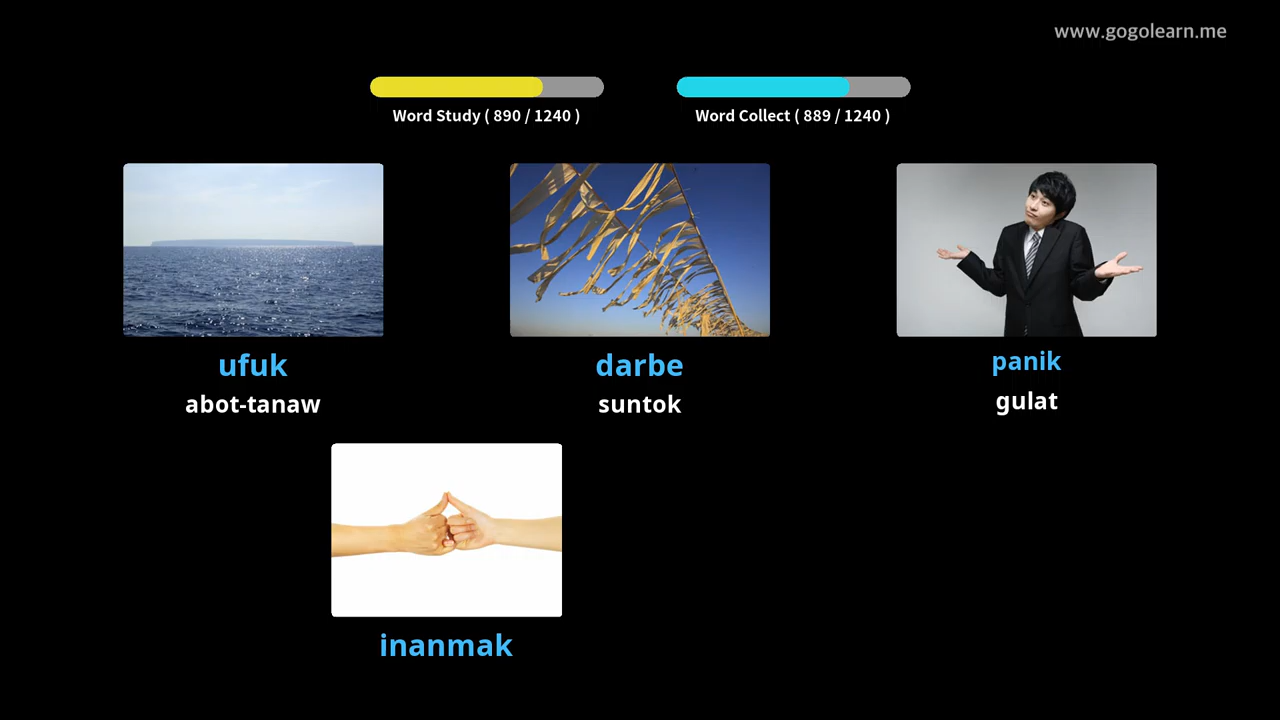 www.gogolearn.me
Word Study ( 890 / 1240 )
Word Collect ( 889 / 1240 )
ufuk
abot-tanaw
darbe
suntok
panik
gulat
inanmak